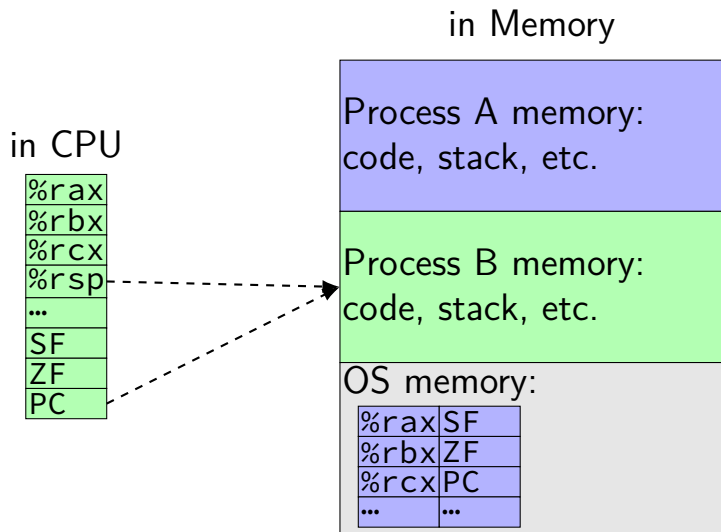 in Memory
Process A memory:
code, stack, etc.
in CPU
%rax
%rbx
%rcx
%rsp
...
SF
ZF
PC
Process B memory:
code, stack, etc.
OS memory:
%rax SF
%rbx ZF
%rcx PC
... ...